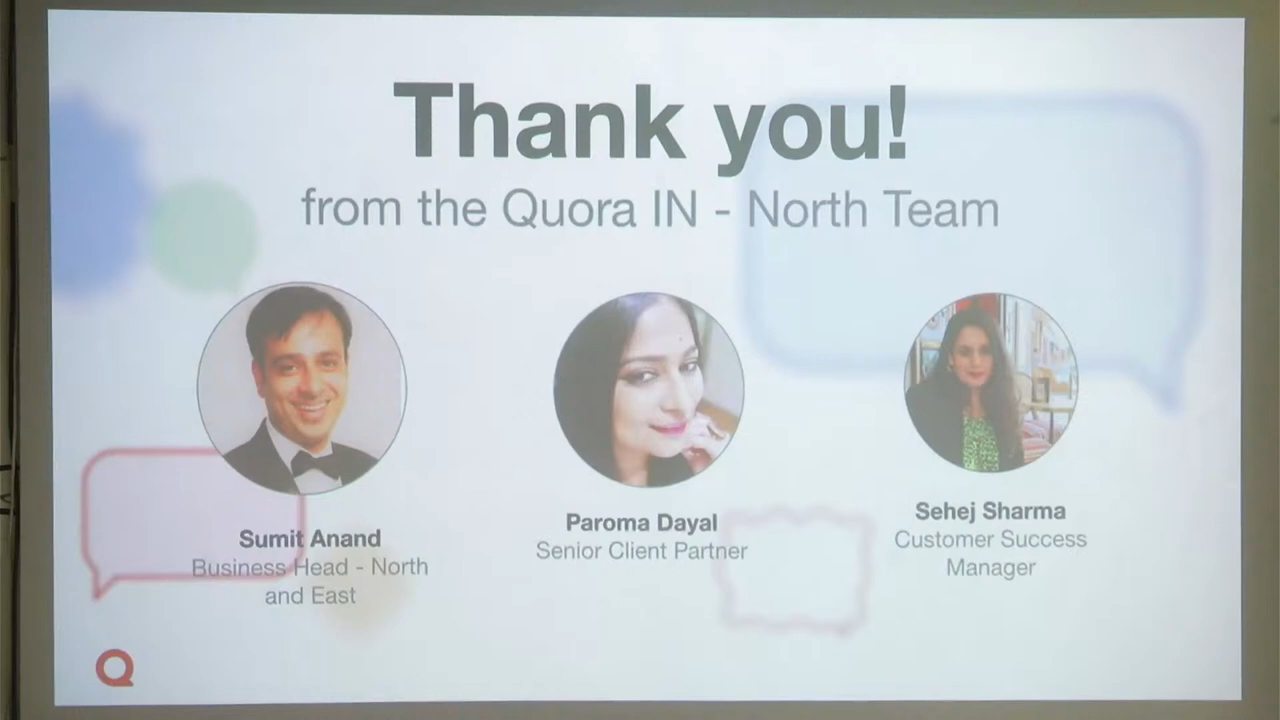 Thank you!
from the Quora IN - North Team
Sumit Anand
Business Head - North
and East
Paroma Dayal
Senior Client Partner
Sehej Sharma
Customer Success
Manager